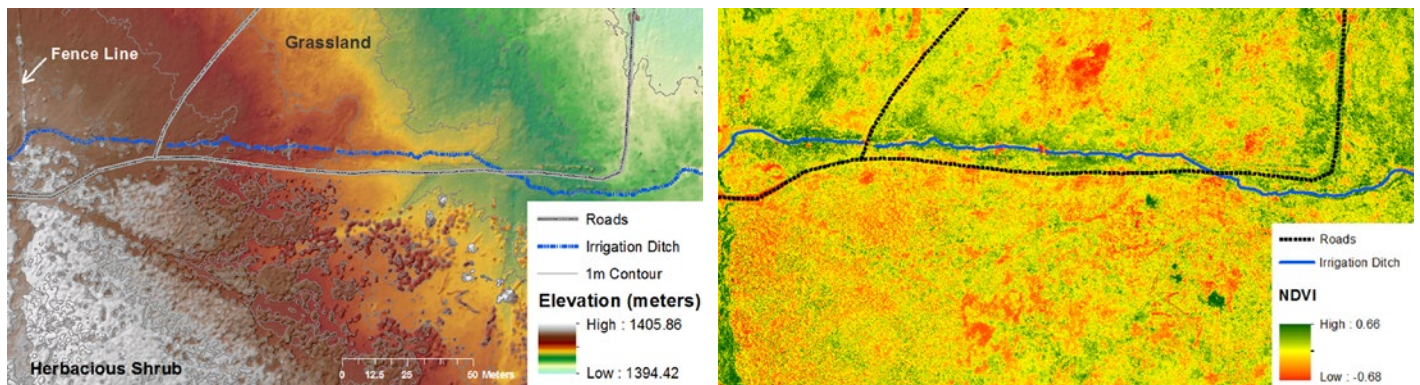 Grassland
Fence Line
Roads
Irrigation Ditch
1m Contour
Elevation (meters)
High : 1405.86
Low : 1394.42
0 12.5 25 50 Meters
Herbacious Shrub
Roads
Irrigation Ditch
NDVI
High : 0.66
Low : -0.68